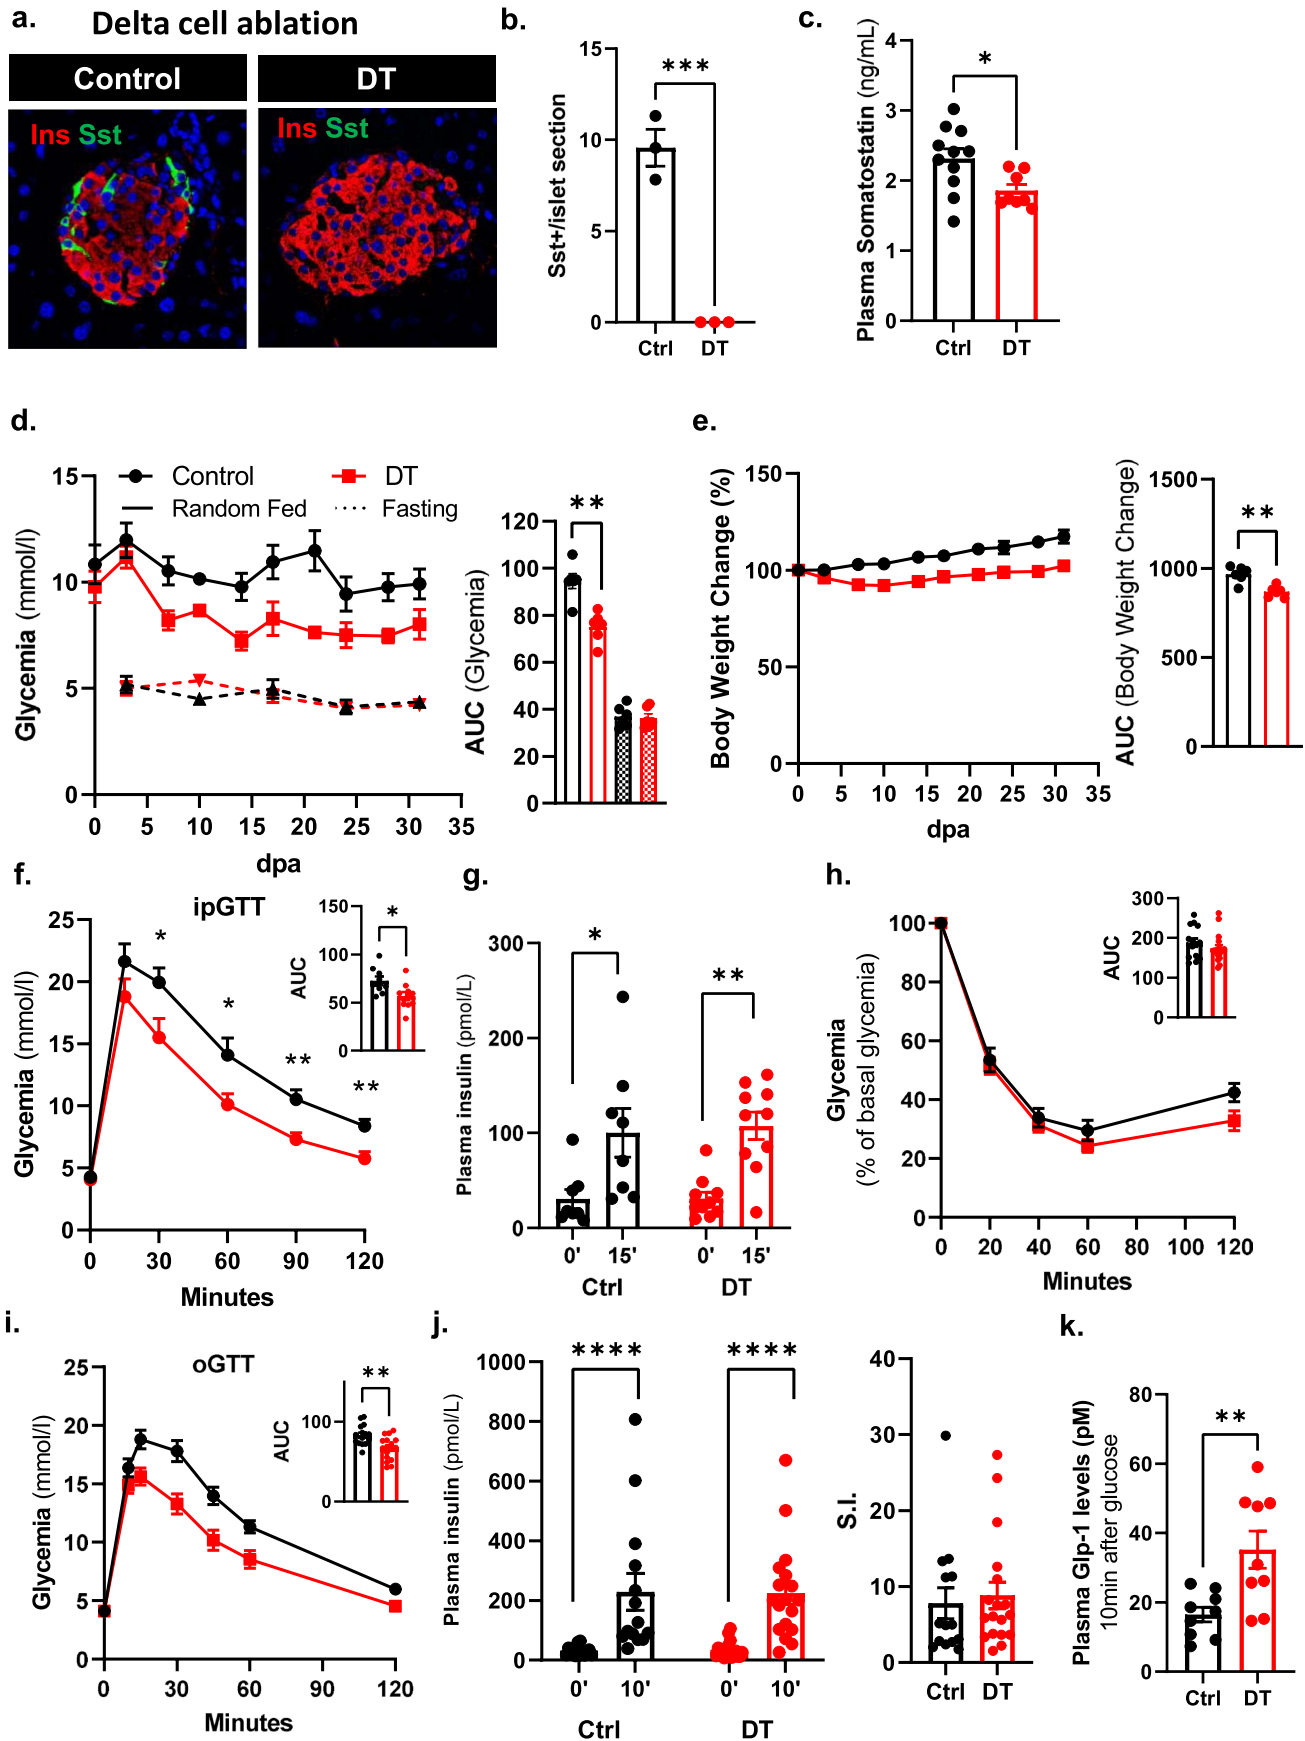 a.
Delta cell ablation
Control
DT
Ins Sst
Ins Sst
b.
Sst+/islet section
15
10
5
0
***
Ctrl
DT
c.
Plasma Somatostatin (ng/mL)
4
3
2
1
0
*
Ctrl
DT
d.
Control
DT
Random Fed
Fasting
Glycemia (mmol/l)
15
10
5
0
0 5 10 15 20 25 30 35
dpa
AUC (Glycemia)
120
100
80
60
40
20
0
**
e.
Body Weight Change (%)
150
100
50
0
0 5 10 15 20 25 30 35
dpa
AUC (Body Weight Change)
1500
1000
500
0
**
f.
ipGTT
Glycemia (mmol/l)
25
20
15
10
5
0
*
*
**
**
0 30 60 90 120
Minutes
AUC
150
100
50
0
*
g.
Plasma insulin (pmol/L)
300
200
100
0
*
**
0' 15' 0' 15'
Ctrl DT
h.
Glycemia
(% of basal glycemia)
100
80
60
40
20
0
0 20 40 60 80 100 120
Minutes
AUC
300
200
100
0
i.
oGTT
Glycemia (mmol/l)
25
20
15
10
5
0
0 30 60 90 120
Minutes
AUC
100
0
**
j.
Plasma insulin (pmol/L)
1000
800
600
400
200
0
****
****
0' 10' 0' 10'
Ctrl DT
S.I.
40
30
20
10
0
Ctrl DT
k.
Plasma Glp-1 levels (pM)
10min after glucose
80
60
40
20
0
**
Ctrl DT